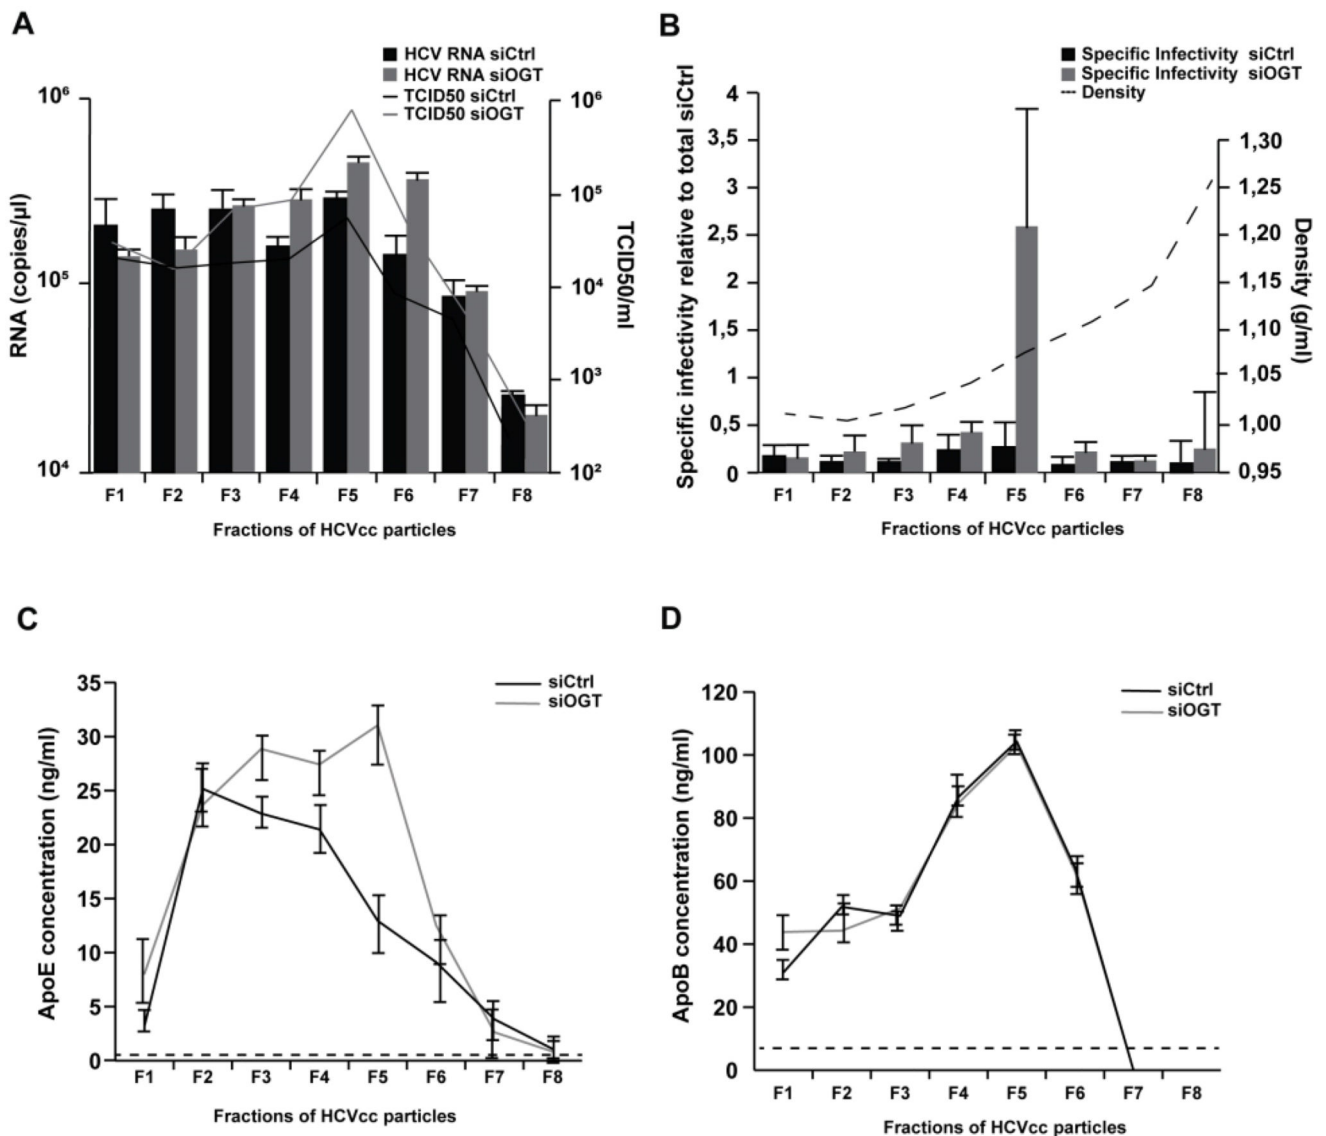 A
HCV RNA siCtrl
HCV RNA siOGT
TCID50 siCtrl
TCID50 siOGT
10⁶
10⁵
10⁴
RNA (copies/µl)
10⁶
10⁵
10⁴
10³
10²
TCID50/ml
F1 F2 F3 F4 F5 F6 F7 F8
Fractions of HCVcc particles
B
Specific Infectivity siCtrl
Specific Infectivity siOGT
Density
4
3,5
3
2,5
2
1,5
1
0,5
0
Specific infectivity relative to total siCtrl
1,30
1,25
1,20
1,15
1,10
1,05
1,00
0,95
Density (g/ml)
F1 F2 F3 F4 F5 F6 F7 F8
Fractions of HCVcc particles
C
siCtrl
siOGT
35
30
25
20
15
10
5
0
ApoE concentration (ng/ml)
F1 F2 F3 F4 F5 F6 F7 F8
Fractions of HCVcc particles
D
siCtrl
siOGT
120
100
80
60
40
20
0
ApoB concentration (ng/ml)
F1 F2 F3 F4 F5 F6 F7 F8
Fractions of HCVcc particles